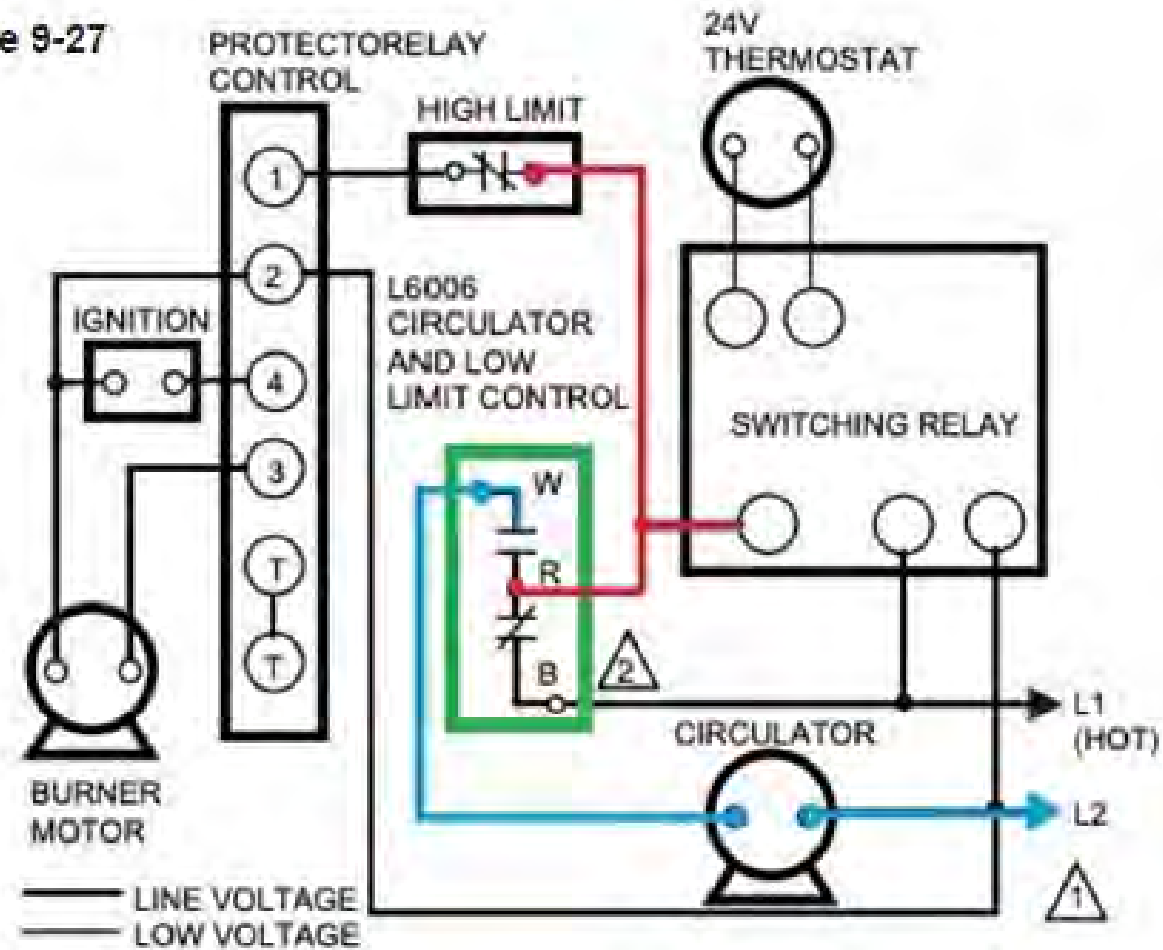 e 9-27
PROTECTORELAY
CONTROL
HIGH LIMIT
24V
THERMOSTAT
1
2
L6006
CIRCULATOR
AND LOW
LIMIT CONTROL
IGNITION
4
SWITCHING RELAY
3
W
R
T
T
B
2
L1
(HOT)
CIRCULATOR
L2
BURNER
MOTOR
1
LINE VOLTAGE
LOW VOLTAGE